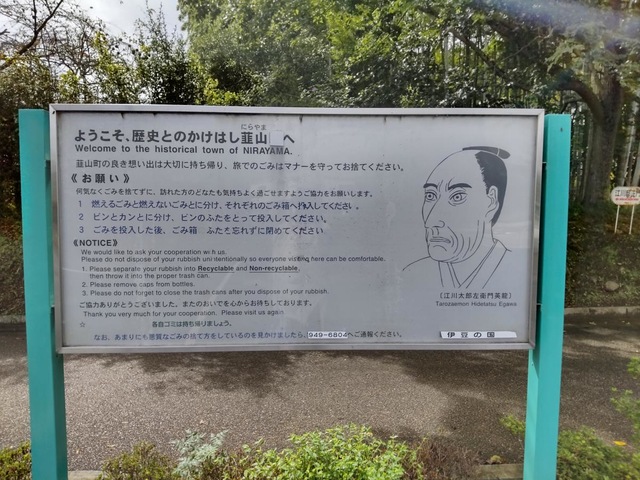 ようこそ、歴史とのかけはし韮山へ
にらやま
Welcome to the historical town of NIRAYAMA.
韮山町の良き想い出は大切に持ち帰り、旅でのごみはマナーを守ってお捨てください。
《お願い》
何気なくごみを捨てずに、訪れた方のどなたも気持ちよく過ごせますようご協力をお願いします。
1 燃えるごみと燃えないごみとに分け、それぞれのごみ箱へ投入してください。
2 ビンとカンとに分け、ビンのふたをとって投入してください。
3 ごみを投入した後、ごみ箱 ふたを忘れずに閉めてください
《NOTICE》
We would like to ask your cooperation with us.
Please do not dispose of your rubbish unintentionally so everyone visiting here can be comfortable.
1. Please separate your rubbish into Recyclable and Non-recyclable,
then throw it into the proper trash can.
2. Please remove caps from bottles.
3. Please do not forget to close the trash cans after you dispose of your rubbish.
ご協力ありがとうございました。またのおいでを心からお待ちしております。
Thank you very much for your cooperation. Please visit us again
☆ 各自ゴミは持ち帰りましょう。
なお、あまりにも悪質なごみの捨て方をしているのを見かけましたら、949-6804へご通報ください。
(江川太郎左衛門英龍)
Tarozaemon Hidetatsu Egawa
伊豆の国